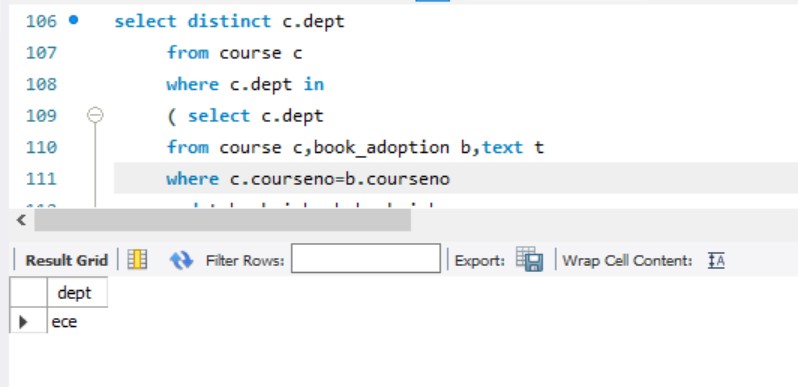 106 select distinct c.dept
107 from course c
108 where c.dept in
109 ( select c.dept
110 from course c,book_adoption b,text t
111 where c.courseno=b.courseno
Result Grid Filter Rows: Export: Wrap Cell Content: IA
dept
ece